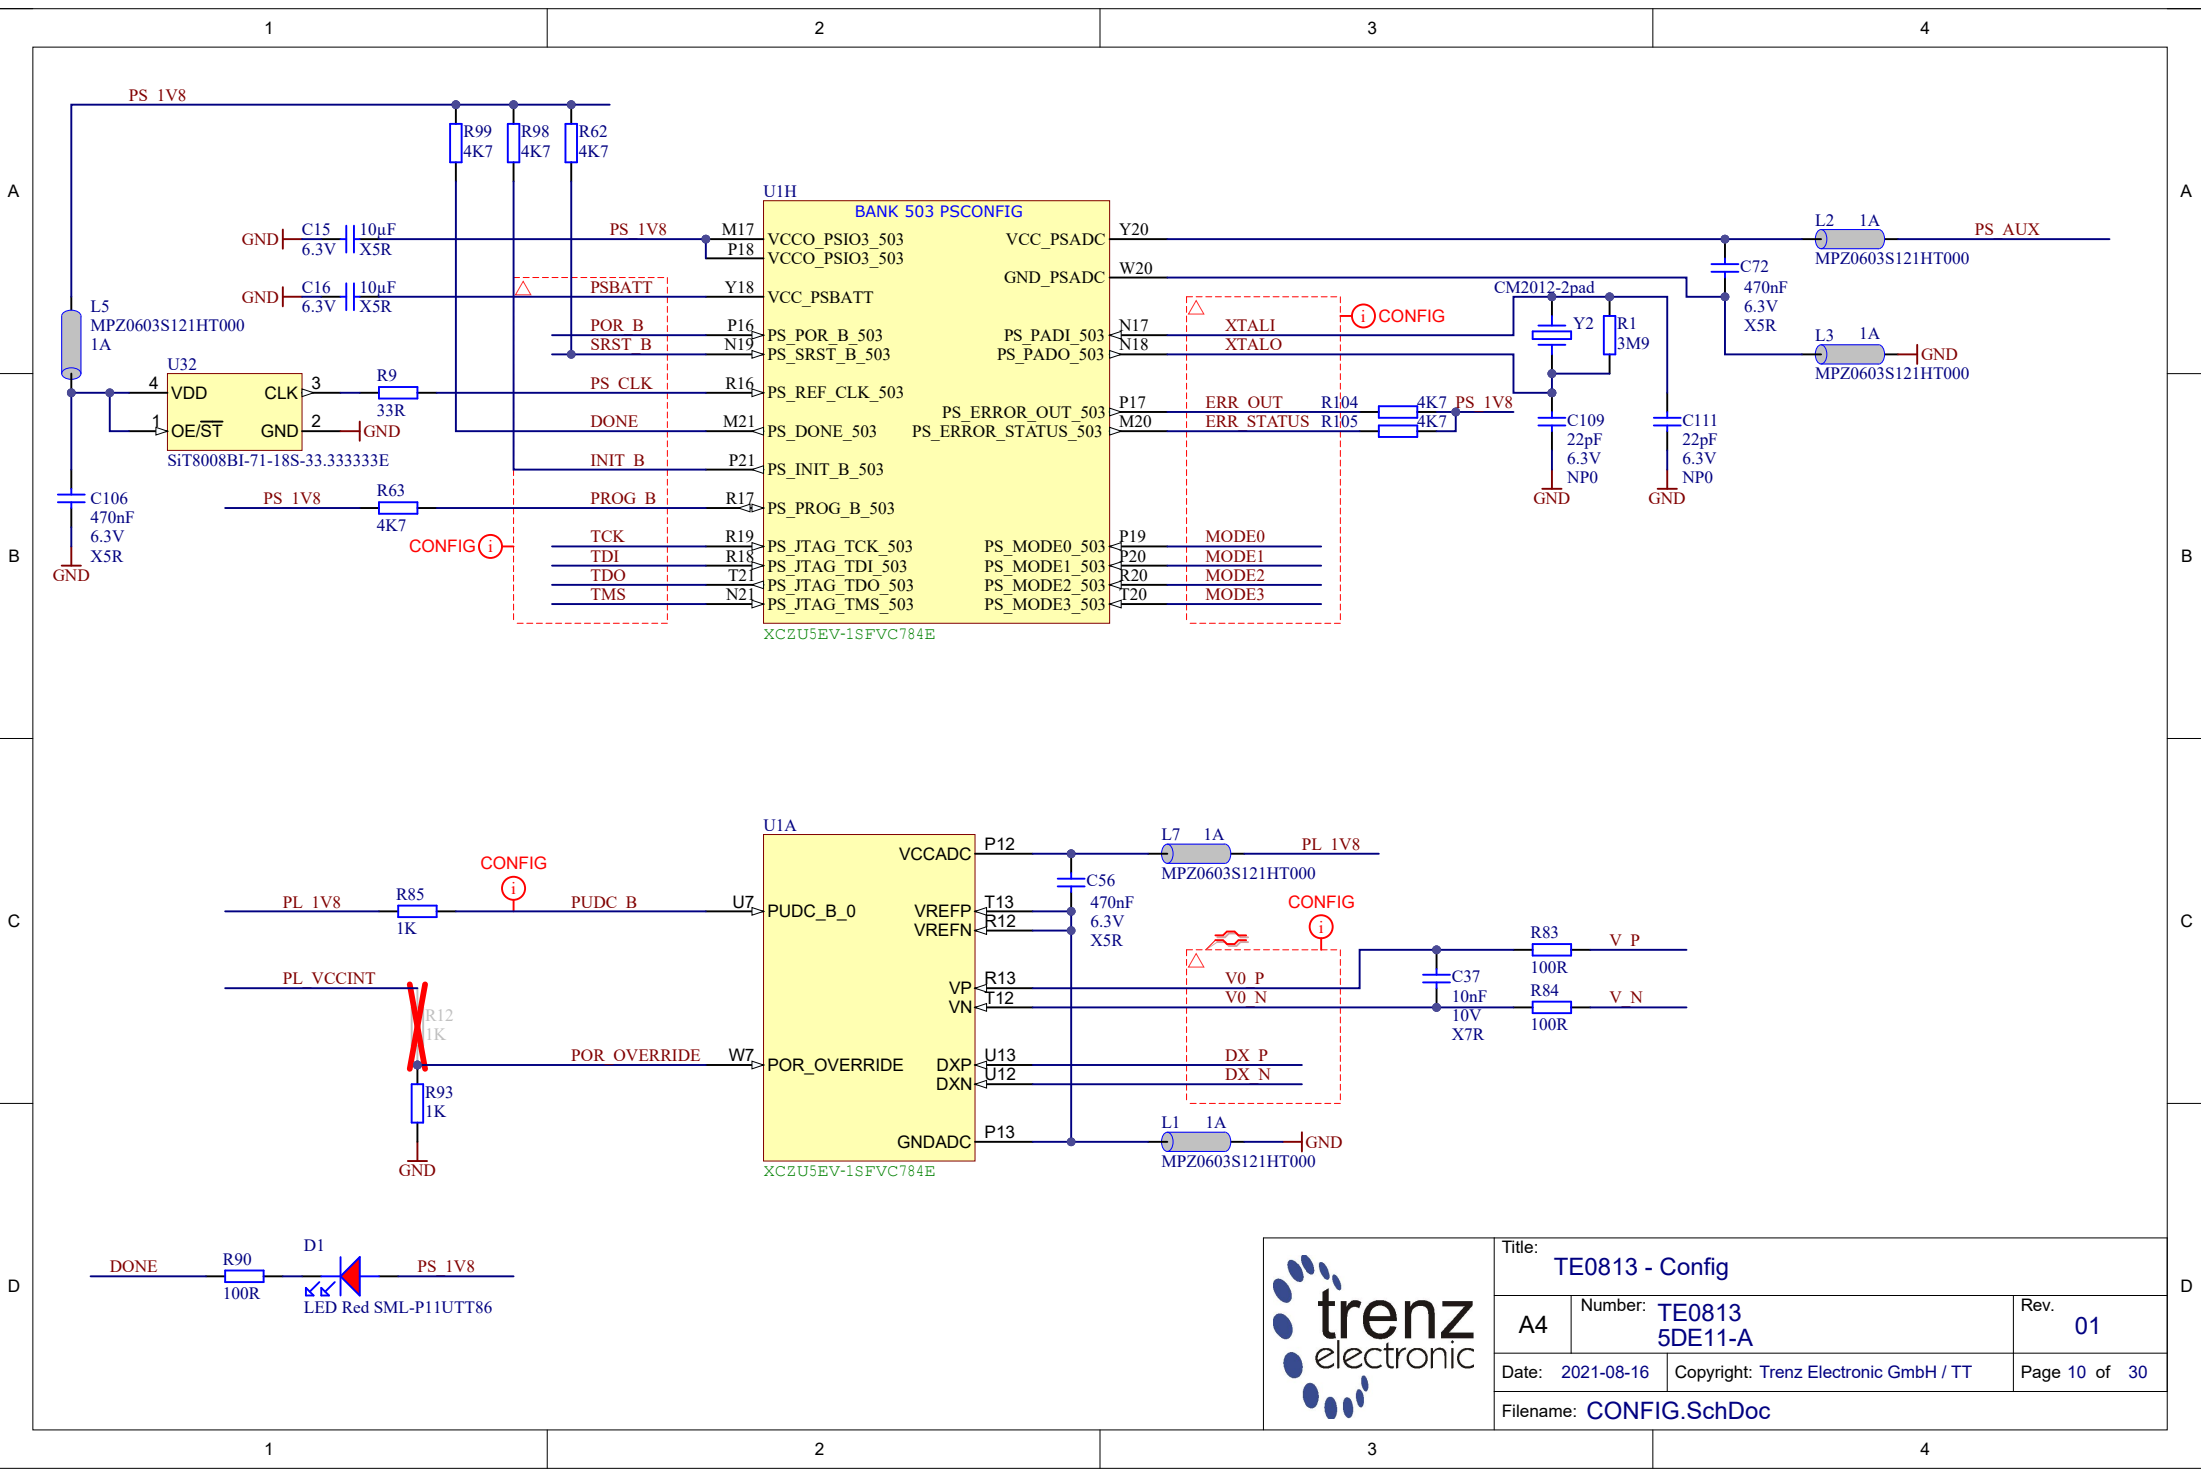 1 2 3 4
A A
B B
C C
D D
PS_1V8
R99 R98 R62
4K7 4K7 4K7
U1H
BANK 503 PSCONFIG
C15 10µF PS_1V8 M17 VCCO_PSIO3_503
GND 6.3V X5R P18 VCCO_PSIO3_503
C16 10µF PSBATT Y18 VCC_PSBATT
GND 6.3V X5R
L5
MPZ0603S121HT000
1A
POR_B P16 PS_POR_B_503
SRST_B N19 PS_SRST_B_503
U32
4 VDD CLK 3
1 OE/ST GND 2 GND
SiT8008BI-71-18S-33.333333E
R9
33R
PS_CLK R16 PS_REF_CLK_503
DONE M21 PS_DONE_503
INIT_B P21 PS_INIT_B_503
PS_1V8 R63 PROG_B R17 PS_PROG_B_503
4K7
C106
470nF
6.3V
X5R
GND
CONFIG i
TCK R19 PS_JTAG_TCK_503
TDI R18 PS_JTAG_TDI_503
TDO T21 PS_JTAG_TDO_503
TMS N21 PS_JTAG_TMS_503
VCC_PSADC Y20
GND_PSADC W20
PS_PADI_503 N17 XTALI
PS_PADO_503 N18 XTALO
PS_ERROR_OUT_503 P17 ERR_OUT R104 4K7 PS_1V8
PS_ERROR_STATUS_503 M20 ERR_STATUS R105 4K7
PS_MODE0_503 P19 MODE0
PS_MODE1_503 P20 MODE1
PS_MODE2_503 R20 MODE2
PS_MODE3_503 T20 MODE3
XCZU5EV-1SFVC784E
i CONFIG
CM2012-2pad
Y2
R1
3M9
C109
22pF
6.3V
NP0
GND
C111
22pF
6.3V
NP0
GND
L2 1A PS_AUX
MPZ0603S121HT000
C72
470nF
6.3V
X5R
L3 1A GND
MPZ0603S121HT000
U1A
CONFIG
i
PL_1V8 R85 PUDC_B U7 PUDC_B_0
1K
PL_VCCINT
R12
1K
POR_OVERRIDE W7 POR_OVERRIDE
R93
1K
GND
VCCADC P12
VREFP T13
VREFN R12
VP R13 V0_P
VN T12 V0_N
DXP U13 DX_P
DXN U12 DX_N
GNDADC P13
XCZU5EV-1SFVC784E
L7 1A PL_1V8
MPZ0603S121HT000
C56
470nF
6.3V
X5R
CONFIG
i
C37
10nF
10V
X7R
R83 V_P
100R
R84 V_N
100R
L1 1A GND
MPZ0603S121HT000
DONE R90 D1 PS_1V8
100R
LED Red SML-P11UTT86
trenz
electronic
Title:
TE0813 - Config
A4 Number: TE0813
5DE11-A
Rev.
01
Date: 2021-08-16 Copyright: Trenz Electronic GmbH / TT Page 10 of 30
Filename: CONFIG.SchDoc
1 2 3 4